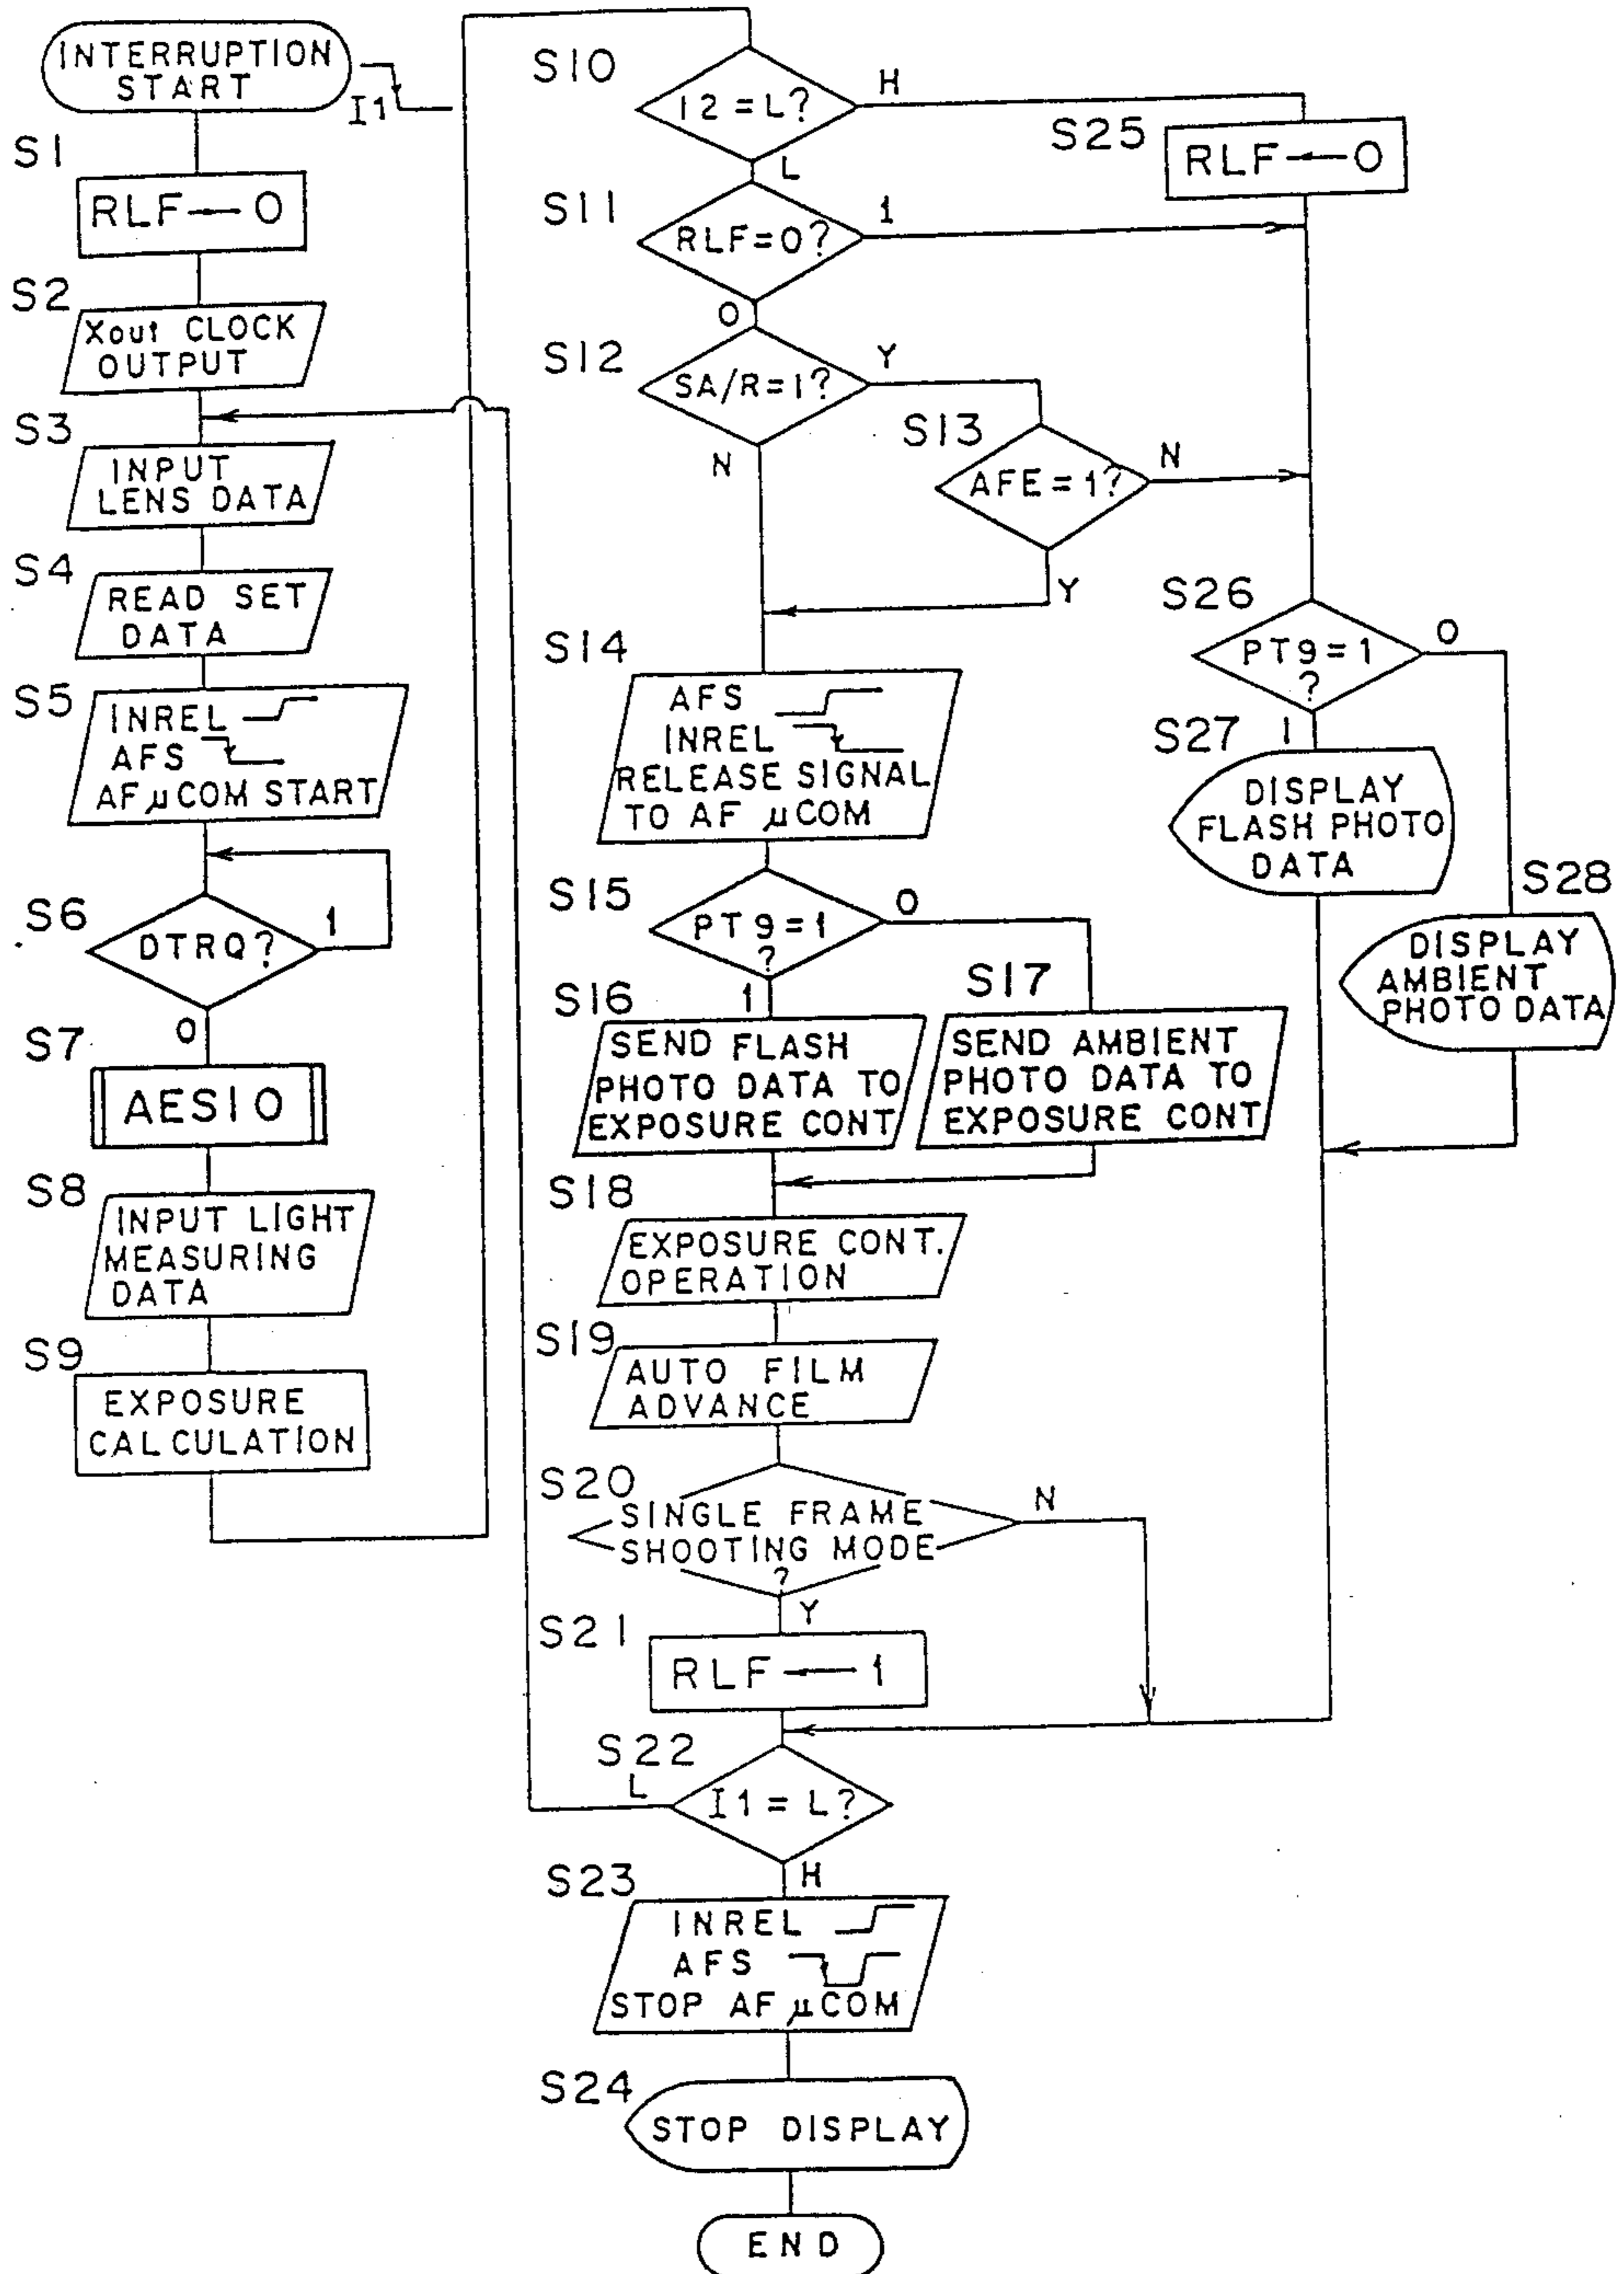 INTERRUPTION
START
I1
S1
RLF ← 0
S2
Xout CLOCK
OUTPUT
S3
INPUT
LENS DATA
S4
READ SET
DATA
S5
INREL
AFS
AF μCOM START
S6
DTRQ?
1
0
S7
AESIO
S8
INPUT LIGHT
MEASURING
DATA
S9
EXPOSURE
CALCULATION
S10
I2=L?
H
L
S11
RLF=0?
1
0
S12
SA/R=1?
Y
N
S13
AFE=1?
N
Y
S14
AFS
INREL
RELEASE SIGNAL
TO AF μCOM
S15
PT9=1
?
0
1
S16
SEND FLASH
PHOTO DATA TO
EXPOSURE CONT
S17
SEND AMBIENT
PHOTO DATA TO
EXPOSURE CONT
S18
EXPOSURE CONT.
OPERATION
S19
AUTO FILM
ADVANCE
S20
SINGLE FRAME
SHOOTING MODE
?
N
Y
S21
RLF ← 1
S22
L
I1=L?
H
S23
INREL
AFS
STOP AF μCOM
S24
STOP DISPLAY
END
S25
RLF ← 0
S26
PT9=1
?
0
1
S27
DISPLAY
FLASH PHOTO
DATA
S28
DISPLAY
AMBIENT
PHOTO DATA